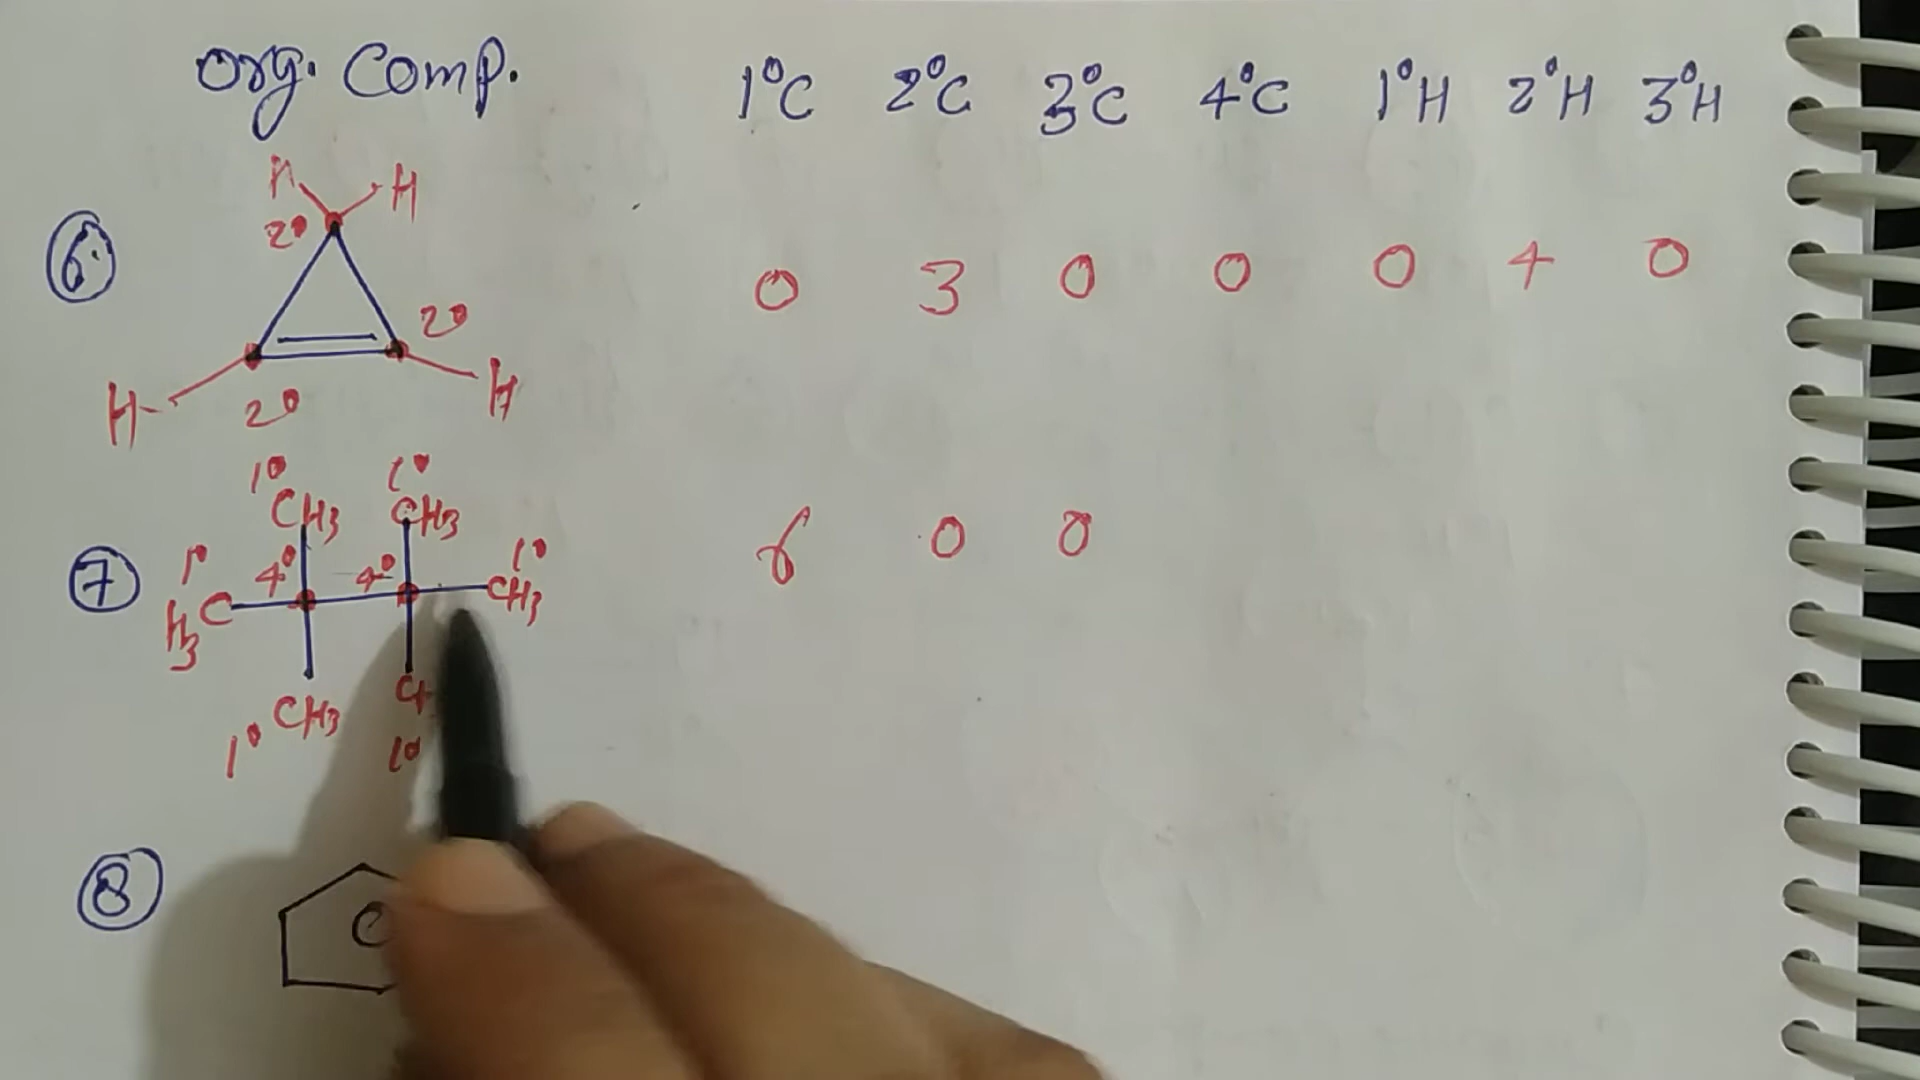 Org. Comp. 1°C 2°C 3°C 4°C 1°H 2°H 3°H
H H
2°
6. 0 3 0 0 0 4 0
2°
H 2° H
1° 1°
CH3 CH3
7 1° 4° 4° 1° 6 0 0
H3C CH3
CH3 C
1° 1°
8